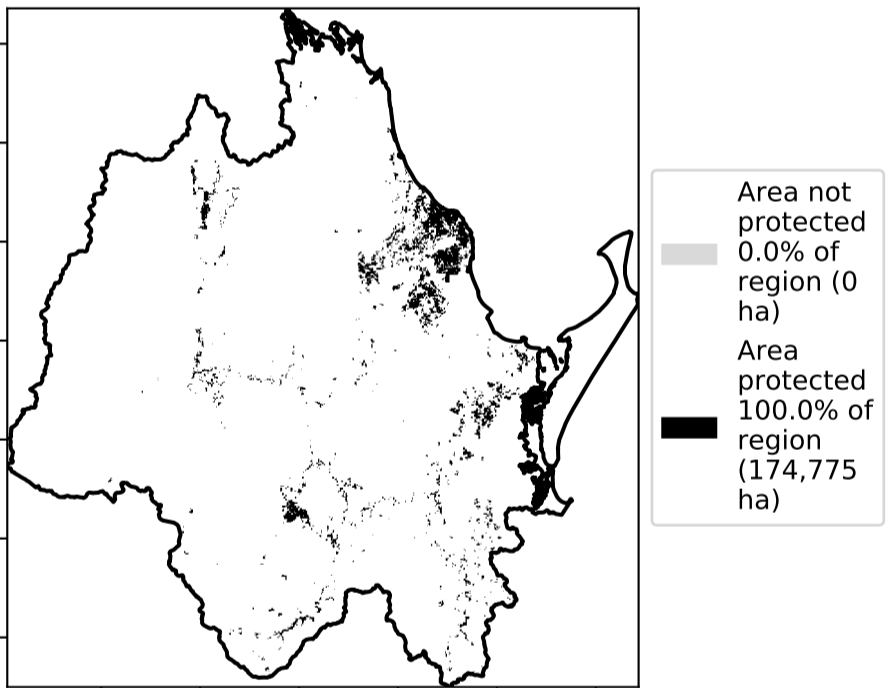 Area not
protected
0.0% of
region (0
ha)
Area
protected
100.0% of
region
(174,775
ha)